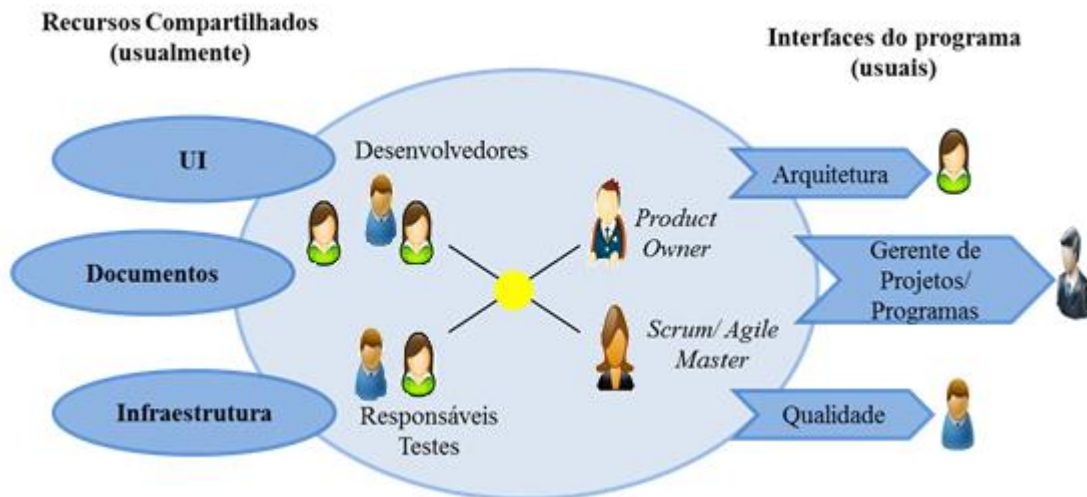 Recursos Compartilhados
(usualmente)
Interfaces do programa
(usuais)
UI
Desenvolvedores
Arquitetura
Product
Owner
Documentos
Gerente de
Projetos/
Programas
Scrum/ Agile
Master
Infraestrutura
Responsáveis
Testes
Qualidade